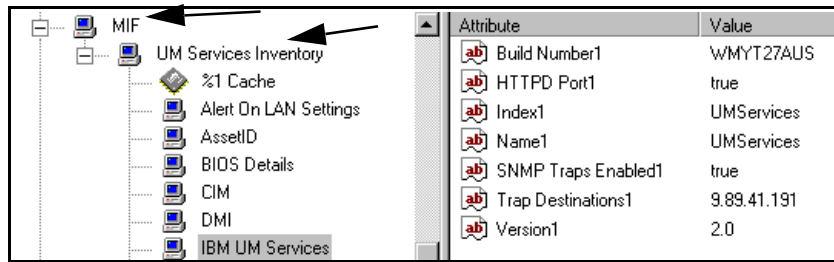 MIF
UM Services Inventory
%1 Cache
Alert On LAN Settings
AssetID
BIOS Details
CIM
DMI
IBM UM Services
Attribute Value
Build Number1 WMYT27AUS
HTTPD Port1 true
Index1 UMServices
Name1 UMServices
SNMP Traps Enabled1 true
Trap Destinations1 9.89.41.191
Version1 2.0